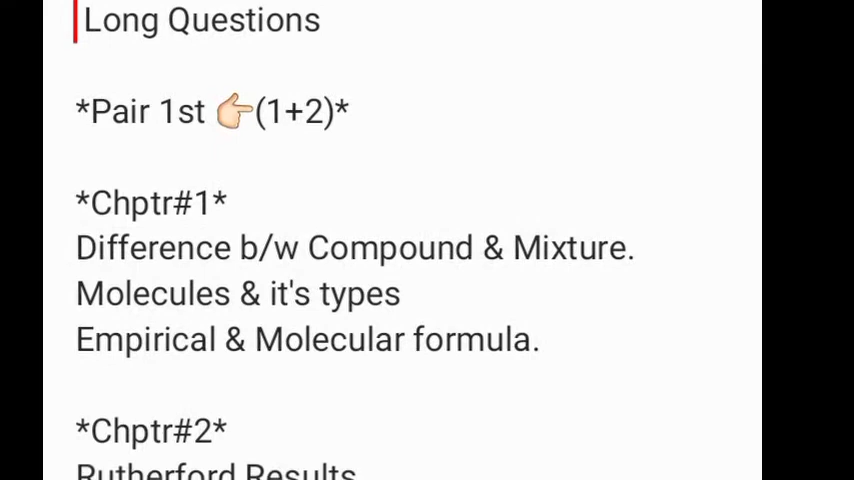 Long Questions
*Pair 1st 👉🏻(1+2)*
*Chptr#1*
Difference b/w Compound & Mixture.
Molecules & it's types
Empirical & Molecular formula.
*Chptr#2*
Rutherford Results